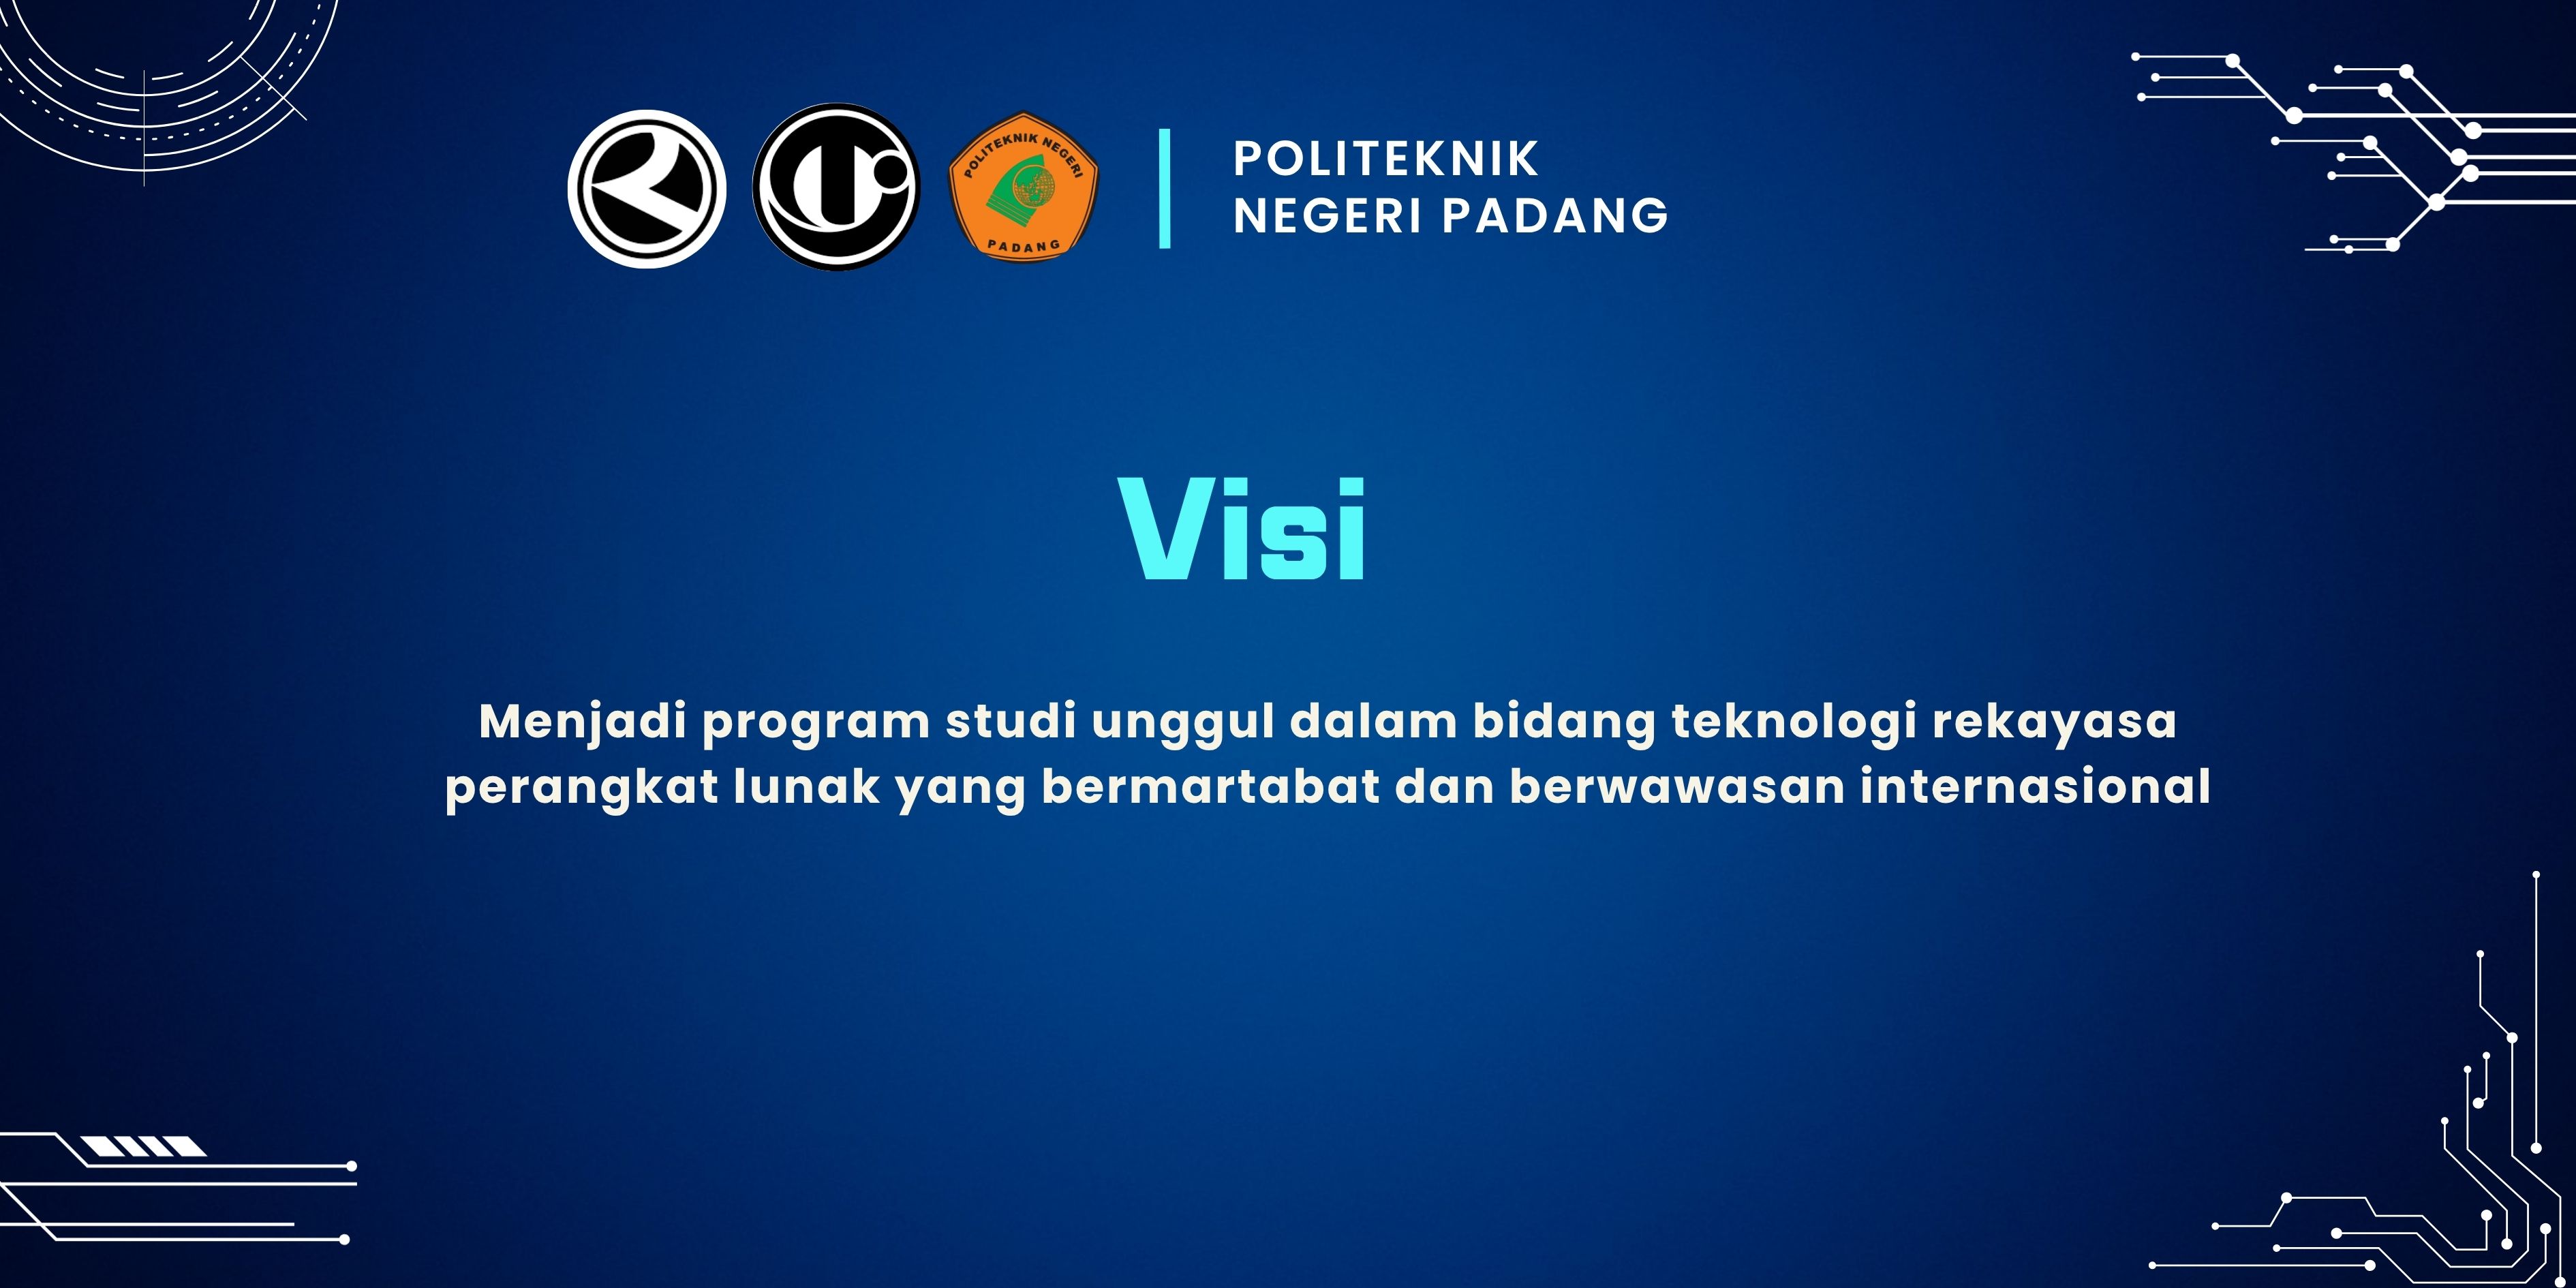 POLITEKNIK NEGERI
PADANG
POLITEKNIK
NEGERI PADANG
Visi
Menjadi program studi unggul dalam bidang teknologi rekayasa
perangkat lunak yang bermartabat dan berwawasan internasional